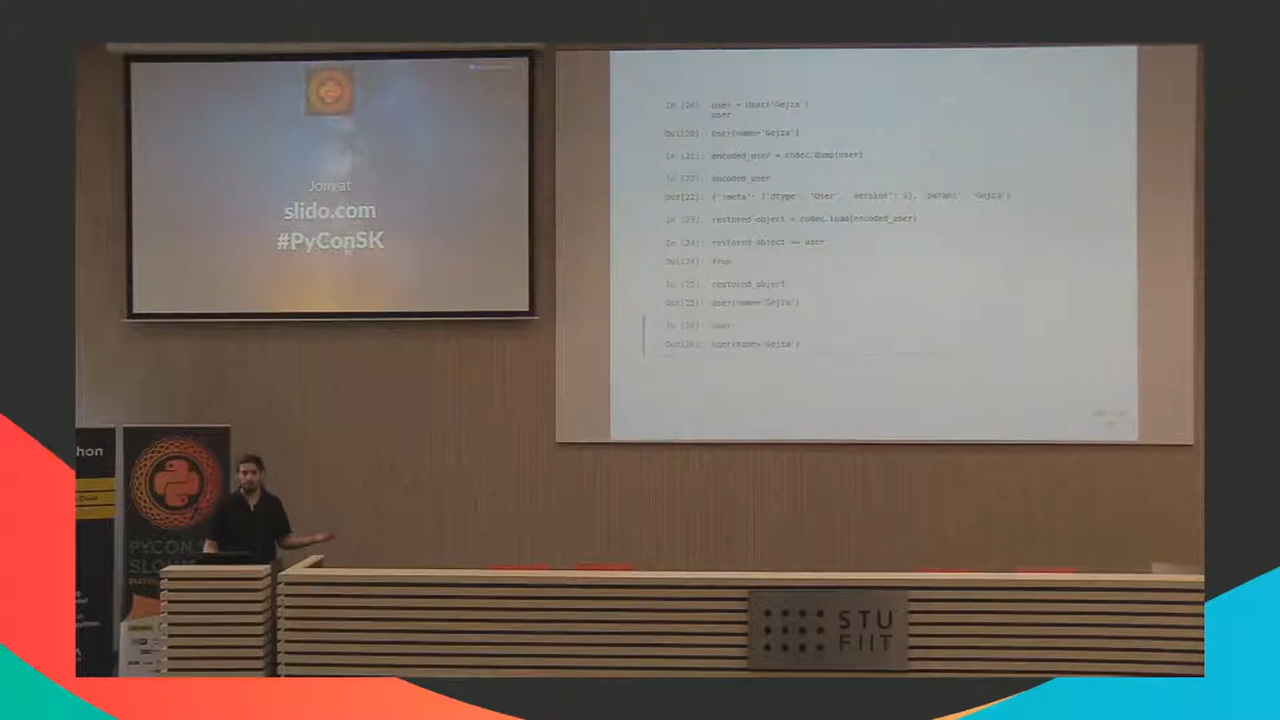 Join at
slido.com
#PyConSK
In [20]: user = User('Gejza')
user
Out[20]: User(name='Gejza')
In [21]: encoded_user = codec.dump(user)
In [22]: encoded_user
Out[22]: {'$meta': {'dtype': 'User', 'version': 1}, 'params': 'Gejza'}
In [23]: restored_object = codec.load(encoded_user)
In [24]: restored_object == user
Out[24]: True
In [25]: restored_object
Out[25]: User(name='Gejza')
In [26]: user
Out[26]: User(name='Gejza')
hon
PYCON
STU
FIIT